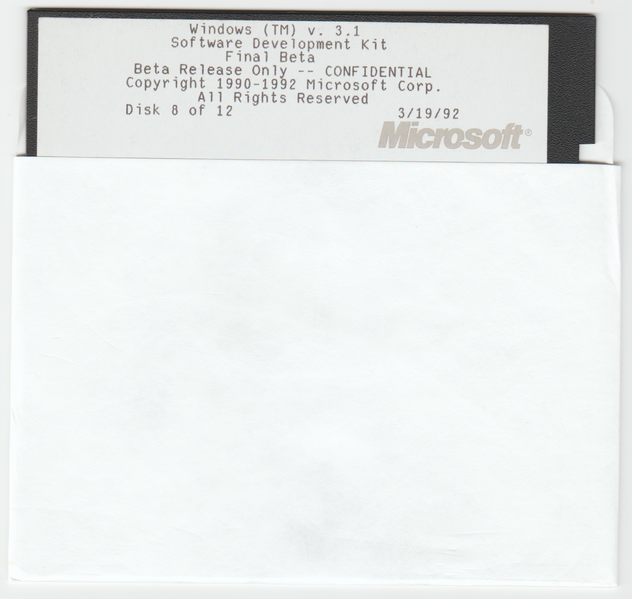 Windows (TM) v. 3.1
Software Development Kit
Final Beta
Beta Release Only -- CONFIDENTIAL
Copyright 1990-1992 Microsoft Corp.
All Rights Reserved
Disk 8 of 12 3/19/92
Microsoft®